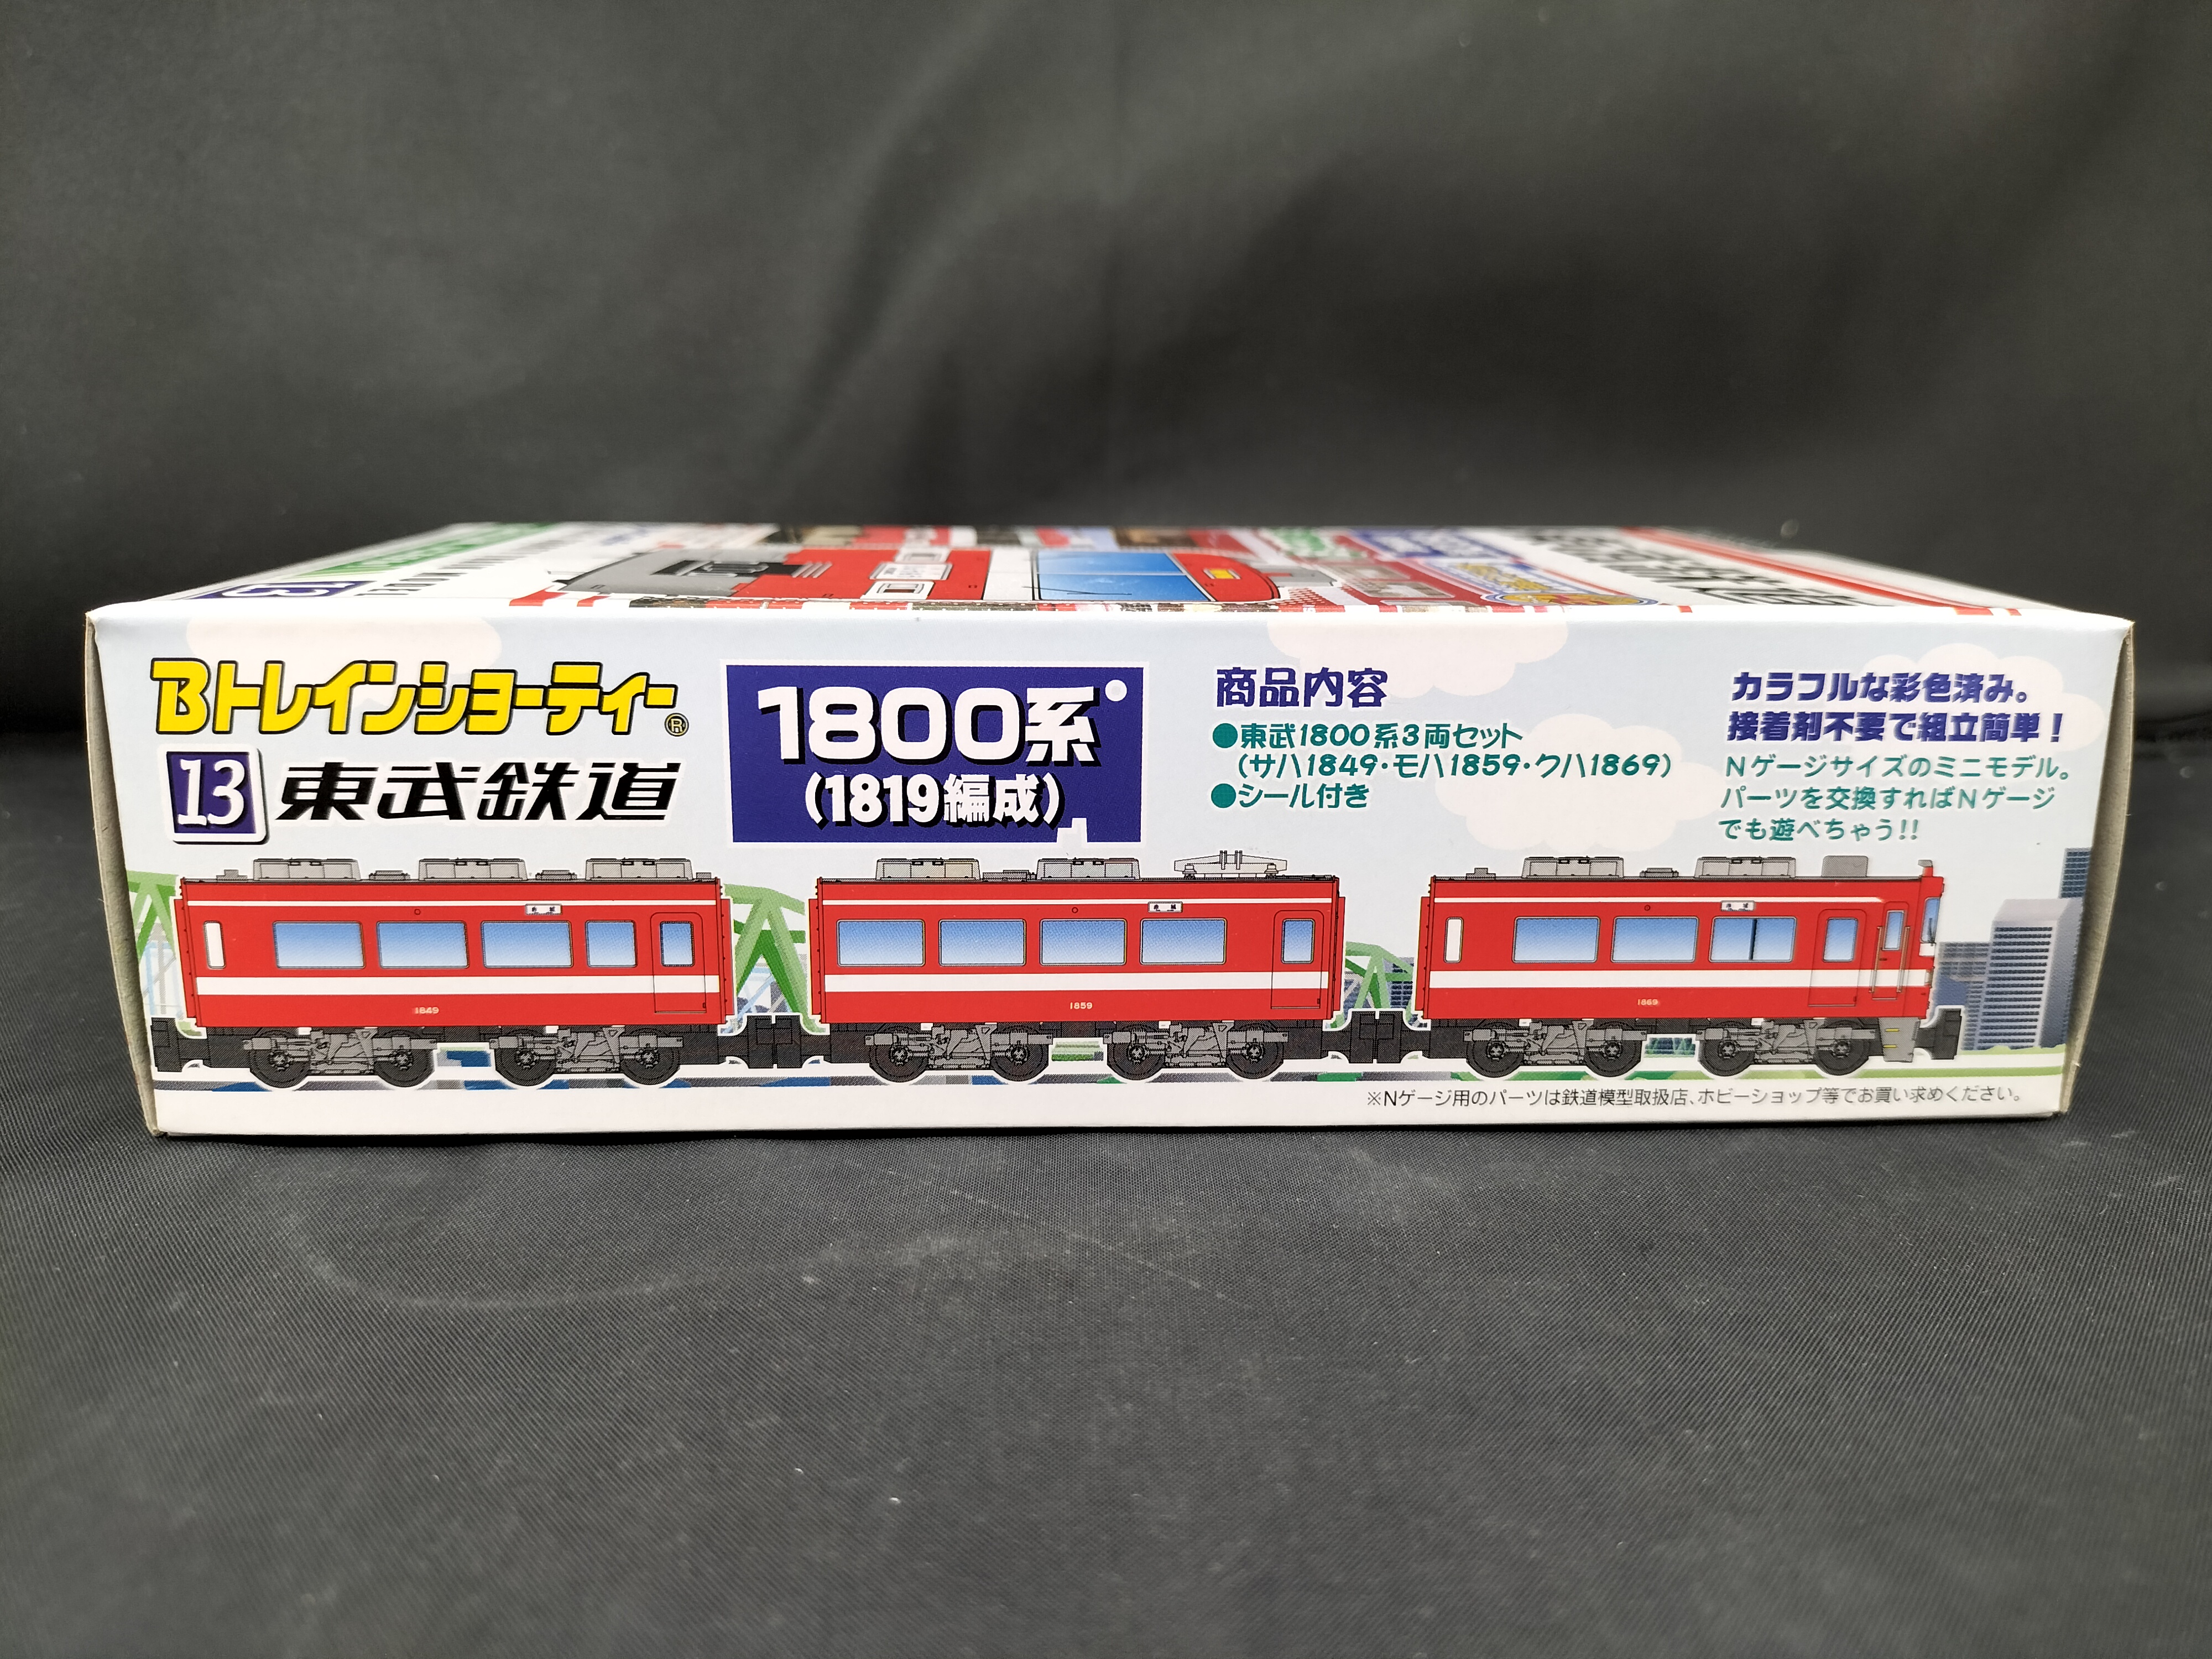 Bトレインショーティー®
13 東武鉄道
1800系
(1819編成)
商品内容
●東武1800系3両セット
(サハ1849・モハ1859・クハ1869)
●シール付き
カラフルな彩色済み。
接着剤不要で組立簡単！
Nゲージサイズのミニモデル。
パーツを交換すればNゲージ
でも遊べちゃう!!
1849
1859
1869
※Nゲージ用のパーツは鉄道模型取扱店、ホビーショップ等でお買い求めください。